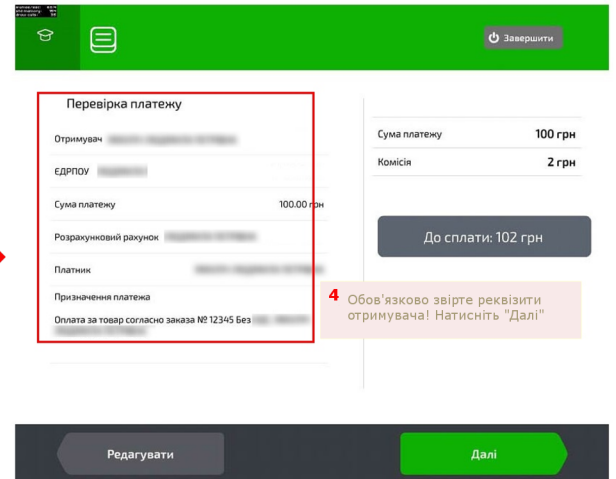 Завершити
Перевірка платежу
Отримувач
ЄДРПОУ
Сума платежу 100.00 грн
Розрахунковий рахунок
Платник
Призначення платежа
Оплата за товар согласно заказа № 12345 Без
Сума платежу 100 грн
Комісія 2 грн
До сплати: 102 грн
4 Обов'язково звірте реквізити
отримувача! Натисніть "Далі"
Редагувати
Далі